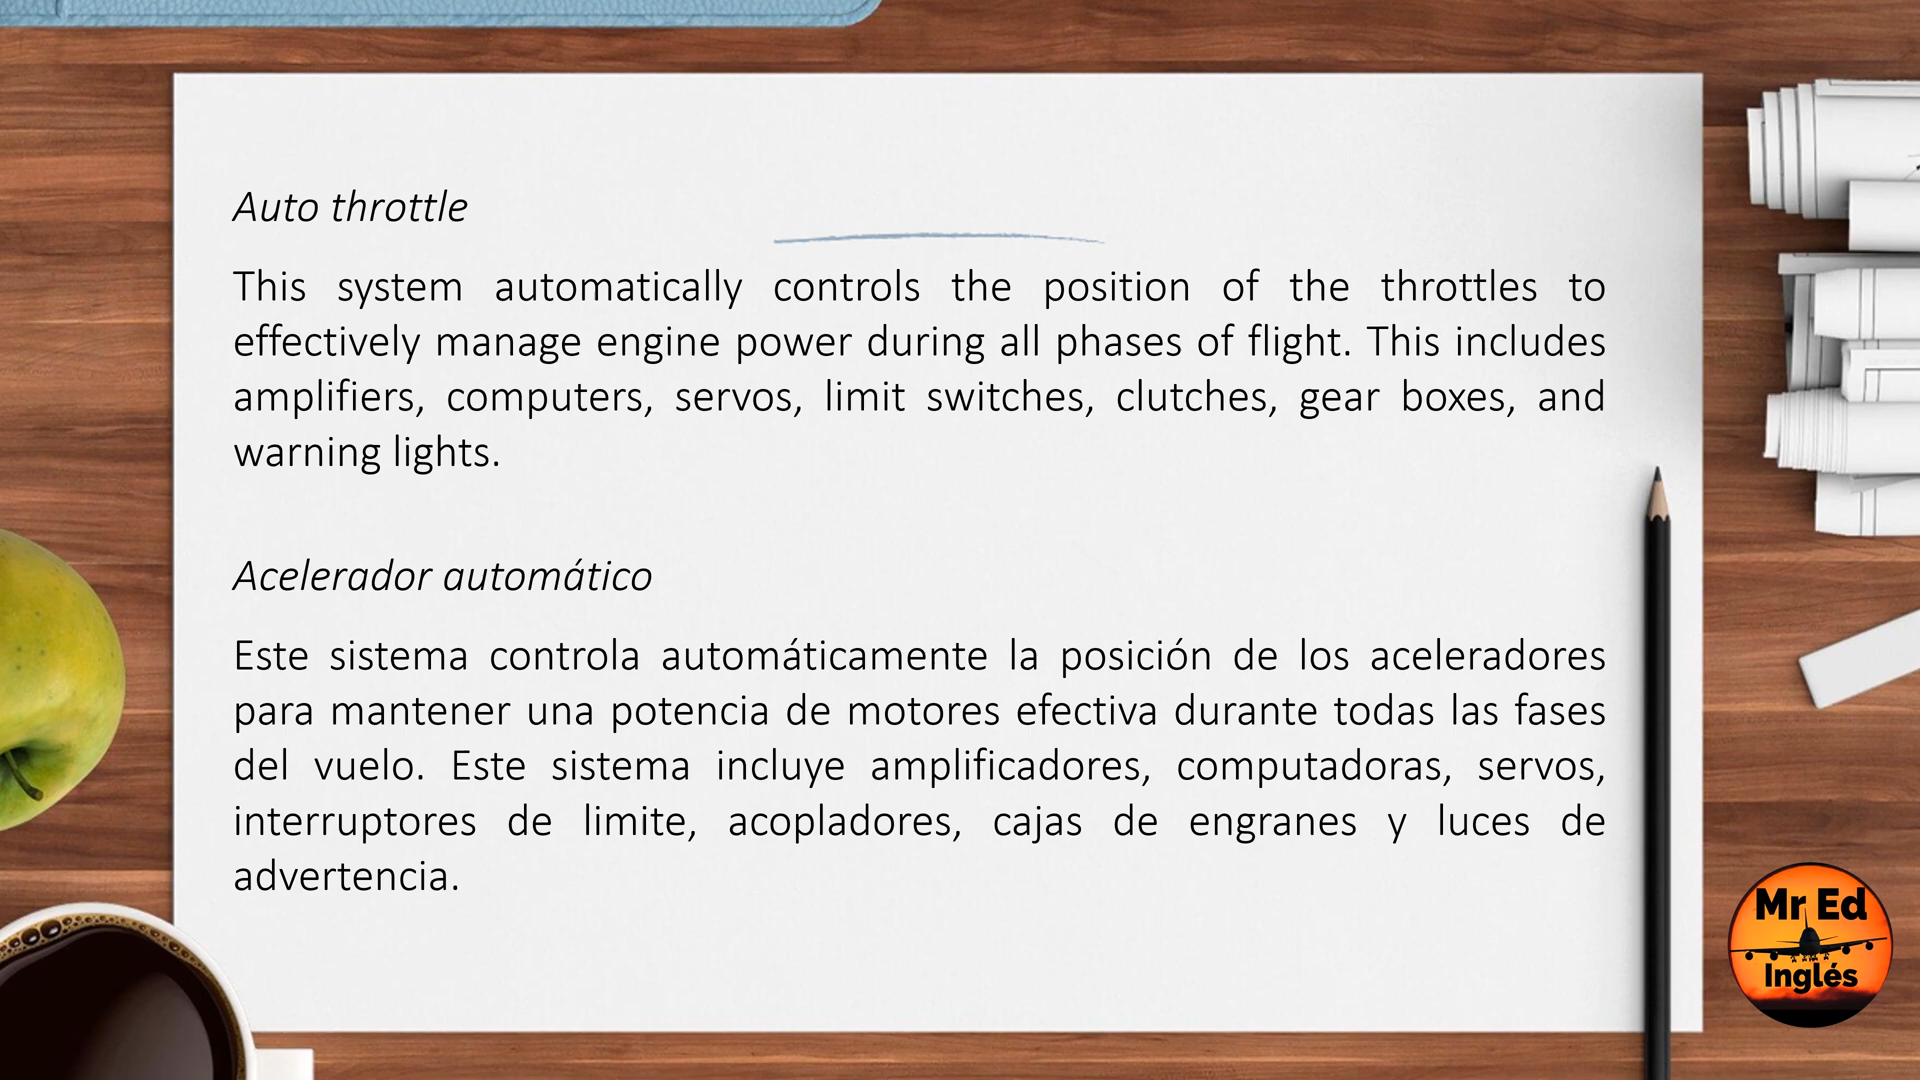 Auto throttle
This system automatically controls the position of the throttles to
effectively manage engine power during all phases of flight. This includes
amplifiers, computers, servos, limit switches, clutches, gear boxes, and
warning lights.
Acelerador automático
Este sistema controla automáticamente la posición de los aceleradores
para mantener una potencia de motores efectiva durante todas las fases
del vuelo. Este sistema incluye amplificadores, computadoras, servos,
interruptores de limite, acopladores, cajas de engranes y luces de
advertencia.
Mr Ed
Inglés